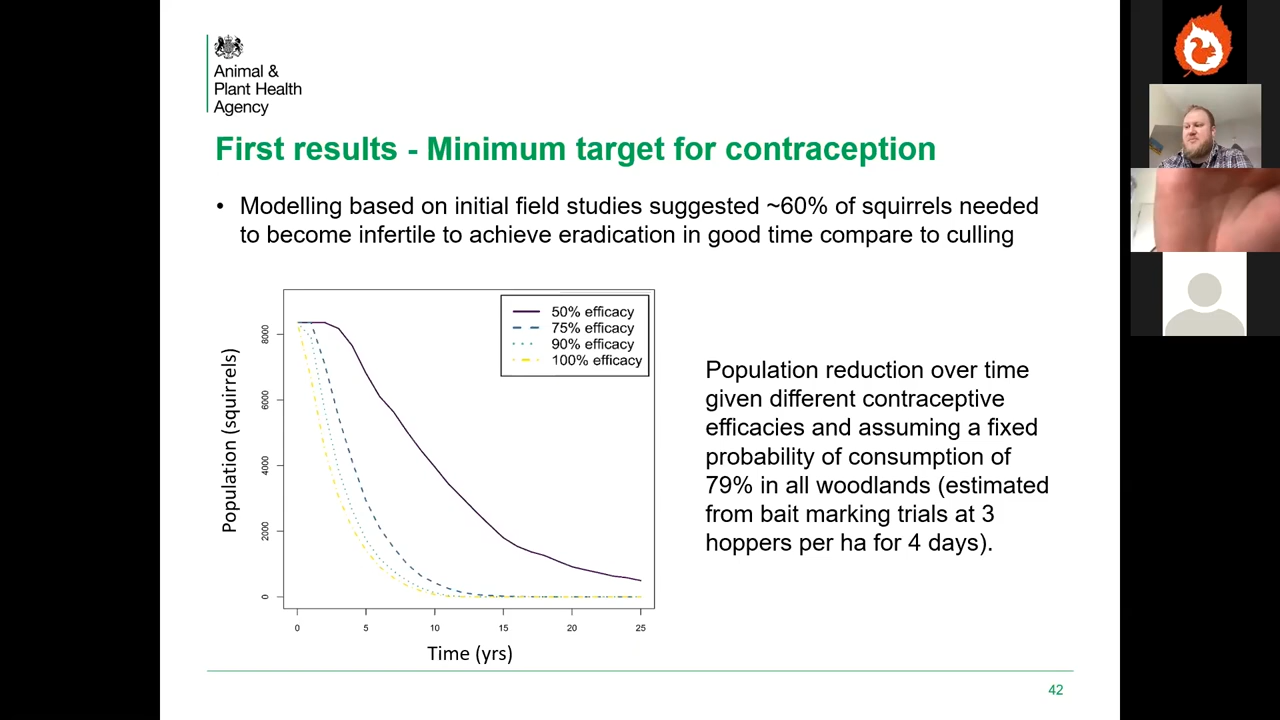 Animal &
Plant Health
Agency
First results - Minimum target for contraception
• Modelling based on initial field studies suggested ~60% of squirrels needed
to become infertile to achieve eradication in good time compare to culling
50% efficacy
75% efficacy
90% efficacy
100% efficacy
Population (squirrels)
8000
6000
4000
2000
0
0 5 10 15 20 25
Time (yrs)
Population reduction over time
given different contraceptive
efficacies and assuming a fixed
probability of consumption of
79% in all woodlands (estimated
from bait marking trials at 3
hoppers per ha for 4 days).
42